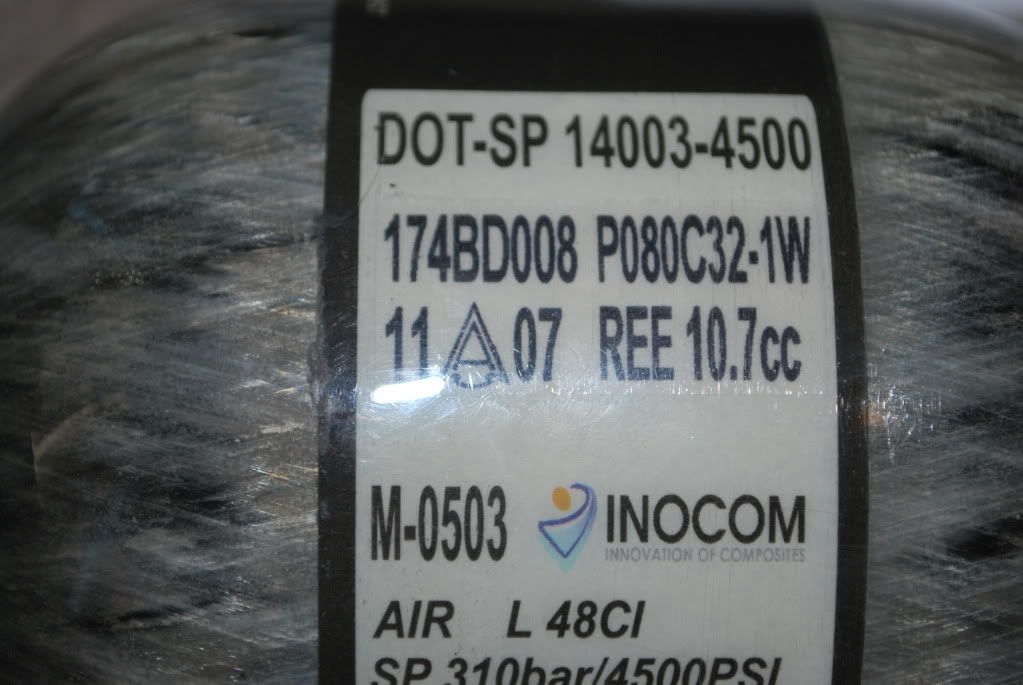 DOT-SP 14003-4500
174BD008 P080C32-1W
11 A 07 REE 10.7cc
M-0503 INOCOM
INNOVATION OF COMPOSITES
AIR L 48CI
SP 310bar/4500PSI